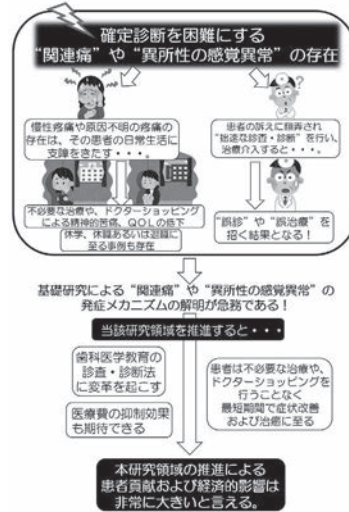 確定診断を困難にする
“関連痛”や“異所性の感覚異常”の存在
?
慢性疼痛や原因不明の疼痛の
存在は、その患者の日常生活に
支障をきたす・・・。
患者の訴えに翻弄され
“拙速な診査・診断”を行い、
治療介入すると・・・。
不必要な治療や、ドクターショッピング
による精神的苦痛、QOLの低下
休学、休職あるいは退職に
至る事例も存在
“誤診”や“誤治療”を
招く結果となる!
基礎研究による“関連痛”や“異所性の感覚異常”の
発症メカニズムの解明が急務である!
当該研究領域を推進すると・・・
歯科医学教育の
診査・診断法
に変革を起こす
医療費の抑制効果
も期待できる
患者は不必要な治療や、
ドクターショッピングを
行うことなく
最短期間で症状改善
および治癒に至る
本研究領域の推進による
患者貢献および経済的影響は
非常に大きいと言える。